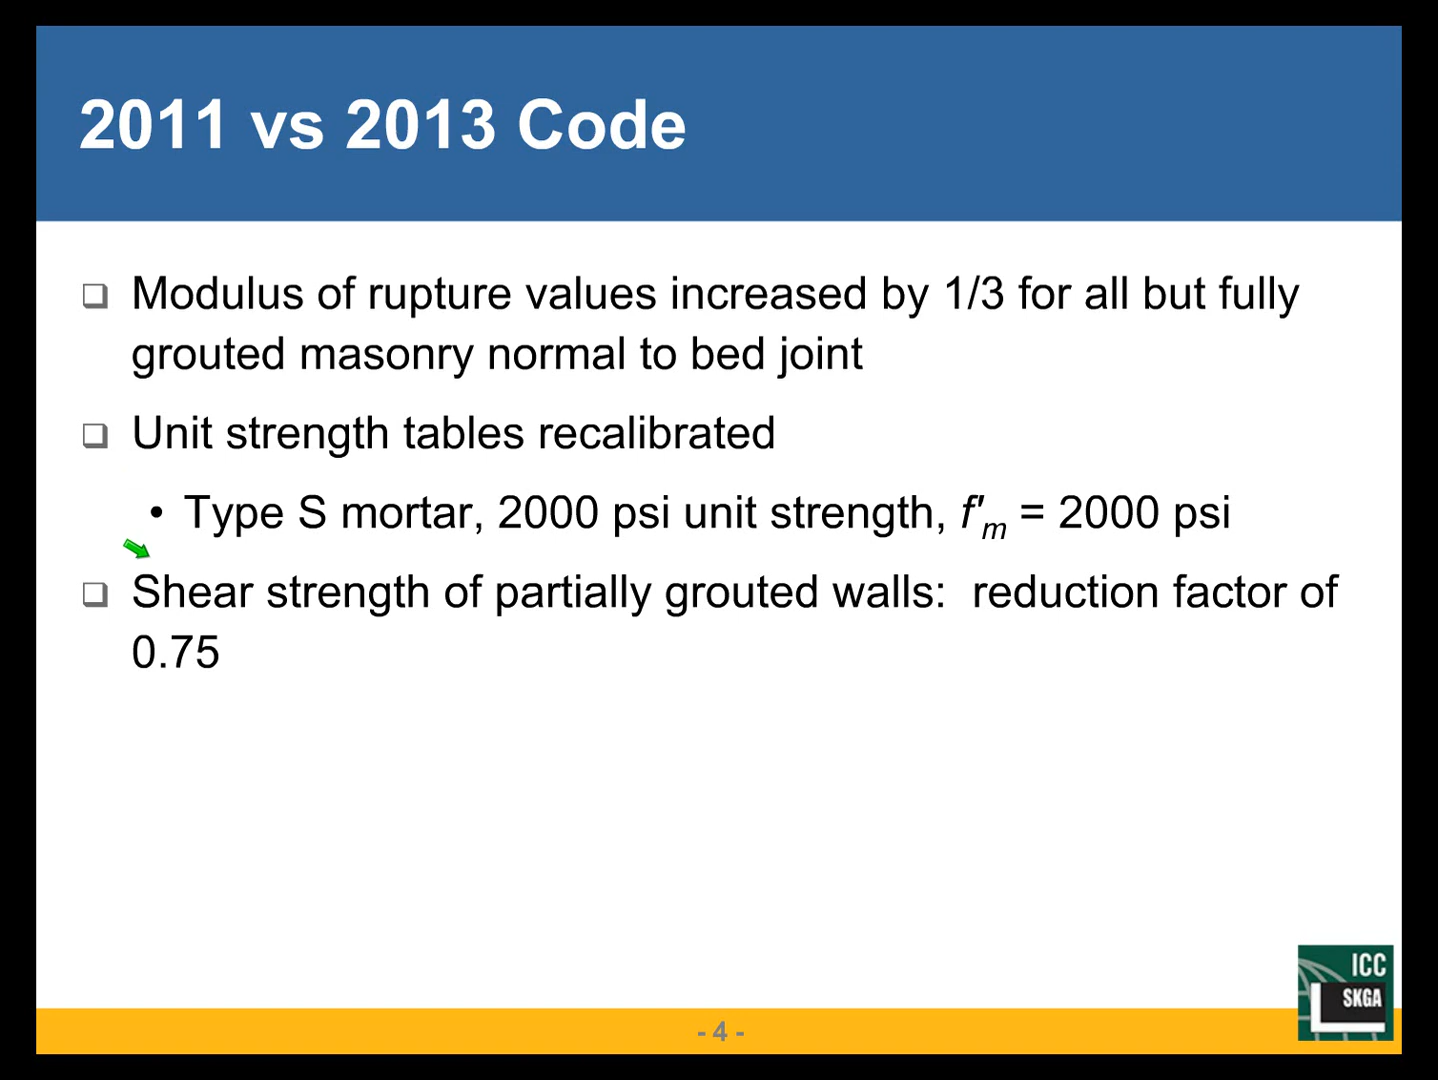 2011 vs 2013 Code
❑ Modulus of rupture values increased by 1/3 for all but fully
grouted masonry normal to bed joint
❑ Unit strength tables recalibrated
• Type S mortar, 2000 psi unit strength, f'm = 2000 psi
❑ Shear strength of partially grouted walls: reduction factor of
0.75
ICC
SKGA
- 4 -